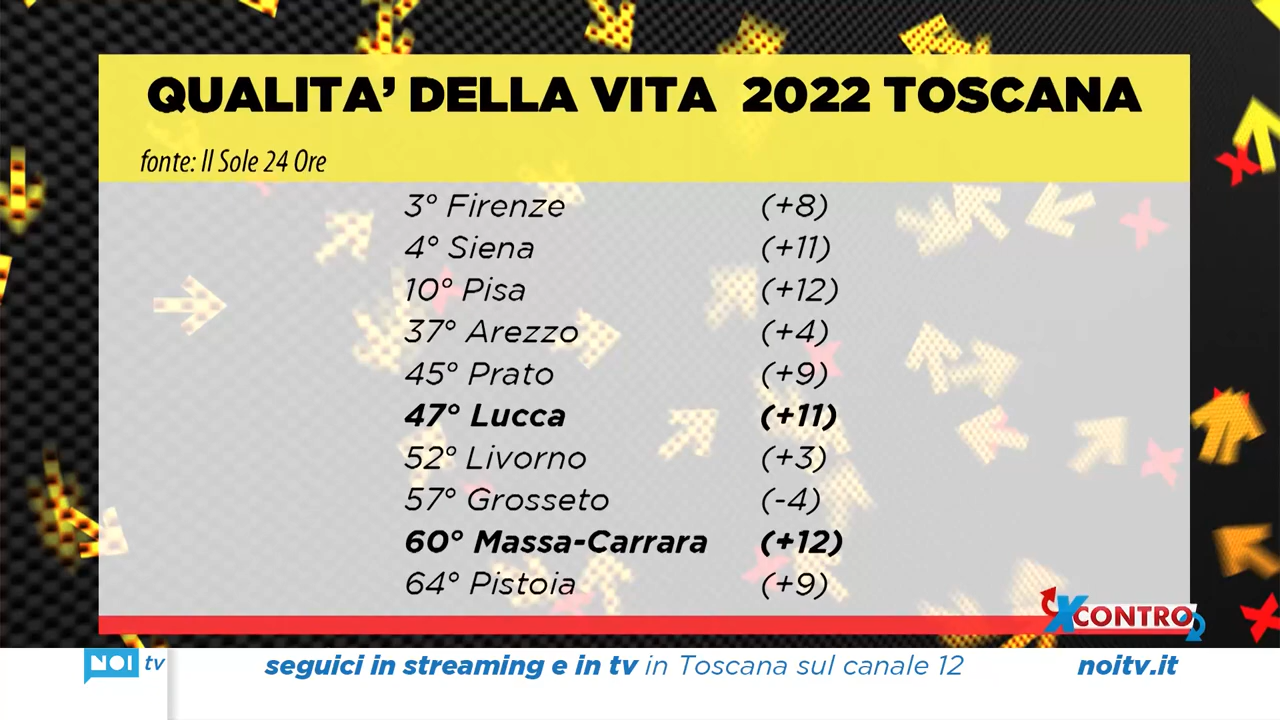 QUALITA’ DELLA VITA 2022 TOSCANA
fonte: Il Sole 24 Ore
3° Firenze (+8)
4° Siena (+11)
10° Pisa (+12)
37° Arezzo (+4)
45° Prato (+9)
47° Lucca (+11)
52° Livorno (+3)
57° Grosseto (-4)
60° Massa-Carrara (+12)
64° Pistoia (+9)
XCONTRO
NOI tv seguici in streaming e in tv in Toscana sul canale 12 noitv.it